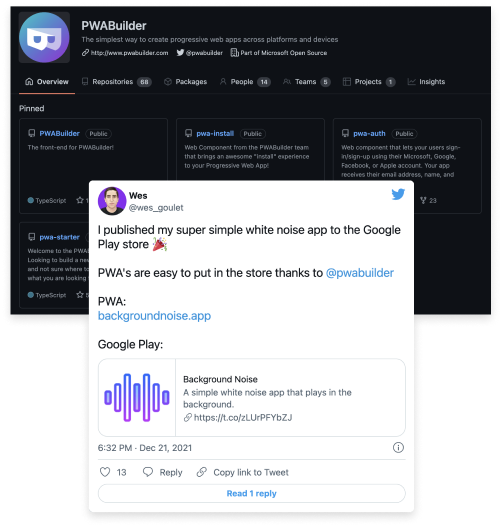 PWABuilder
The simplest way to create progressive web apps across platforms and devices
http://www.pwabuilder.com @pwabuilder Part of Microsoft Open Source
Overview Repositories 68 Packages People 14 Teams 5 Projects 1 Insights
Pinned
PWABuilder Public
The front-end for PWABuilder!
TypeScript
pwa-install Public
Web Component from the PWABuilder team
that brings an awesome "install" experience
to your Progressive Web App!
pwa-auth Public
Web component that lets your users sign-
in/sign-up using their Microsoft, Google,
Facebook, or Apple account. Your app
receives their email address, name, and
23
pwa-starter
Welcome to the
Looking to build a
and not sure where to
what you are looking
TypeScript
Wes
@wes_goulet
I published my super simple white noise app to the Google
Play store 🎉
PWA's are easy to put in the store thanks to @pwabuilder
PWA:
backgroundnoise.app
Google Play:
Background Noise
A simple white noise app that plays in the
background.
https://t.co/zLUrPFYbZJ
6:32 PM · Dec 21, 2021
13 Reply Copy link to Tweet
Read 1 reply